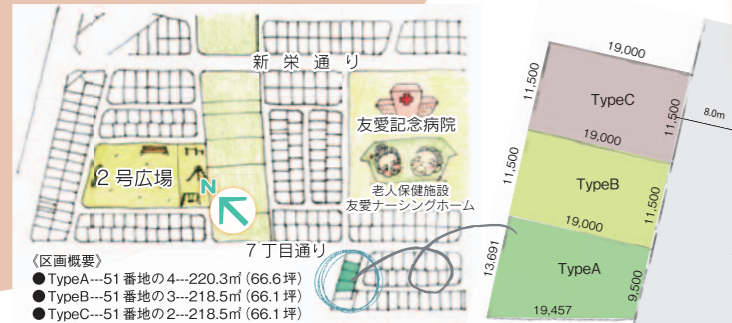 新栄通り
友愛記念病院
2号広場
老人保健施設
友愛ナーシングホーム
N
7丁目通り
《区画概要》
●TypeA---51番地の4---220.3㎡(66.6坪)
●TypeB---51番地の3---218.5㎡(66.1坪)
●TypeC---51番地の2---218.5㎡(66.1坪)
19,000
11,500
TypeC
11,500
8.0m
19,000
11,500
TypeB
11,500
19,000
13,691
TypeA
9,500
19,457